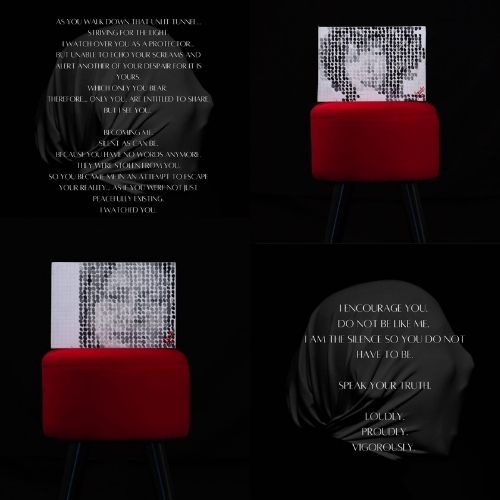 AS YOU WALK DOWN THAT UNLIT TUNNEL...
STRIVING FOR THE LIGHT.
I WATCH OVER YOU AS A PROTECTOR...
BUT UNABLE TO ECHO YOUR SCREAMS AND
ALERT ANOTHER OF YOUR DESPAIR FOR IT IS
YOURS.
WHICH ONLY YOU BEAR.
THEREFORE... ONLY YOU, ARE ENTITLED TO SHARE.
BUT I SEE YOU.
BECOMING ME.
SILENT AS CAN BE.
BECAUSE YOU HAVE NO WORDS ANYMORE.
THEY WERE STOLEN FROM YOU.
SO YOU BECAME ME IN AN ATTEMPT TO ESCAPE
YOUR REALITY... AS IF YOU WERE NOT JUST
PEACEFULLY EXISTING.
I WATCHED YOU.
I ENCOURAGE YOU.
DO NOT BE LIKE ME.
I AM THE SILENCE SO YOU DO NOT
HAVE TO BE.
SPEAK YOUR TRUTH.
LOUDLY.
PROUDLY.
VIGOROUSLY.